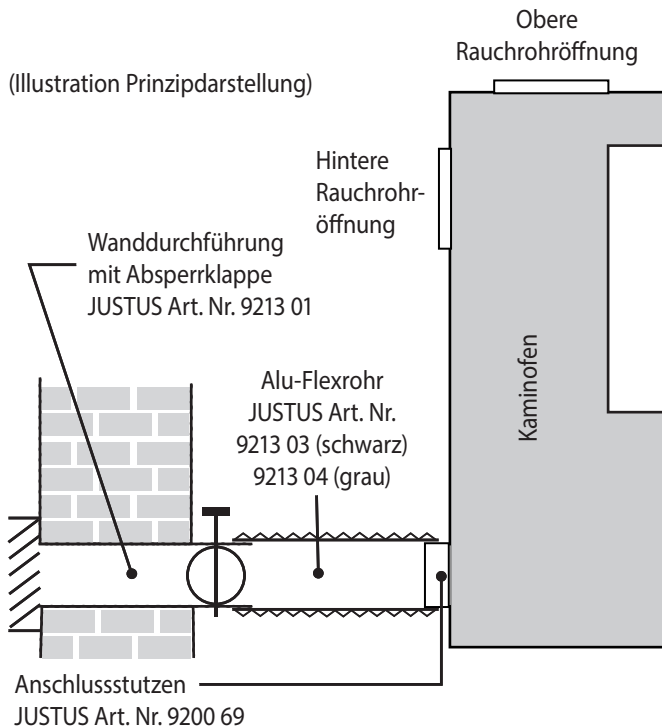 Obere
Rauchrohröffnung
(Illustration Prinzipdarstellung)
Hintere
Rauchrohr-
öffnung
Wanddurchführung
mit Absperrklappe
JUSTUS Art. Nr. 9213 01
Alu-Flexrohr
JUSTUS Art. Nr.
9213 03 (schwarz)
9213 04 (grau)
Kaminofen
Anschlussstutzen
JUSTUS Art. Nr. 9200 69